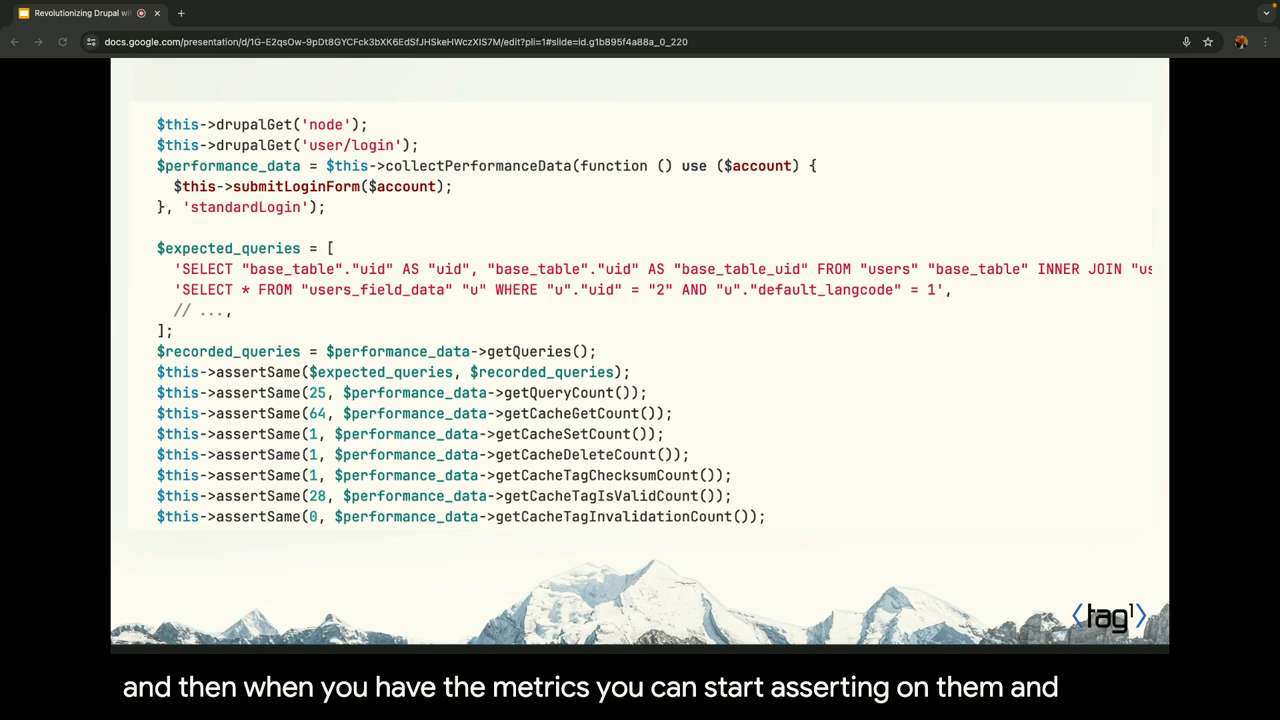 Revolutionizing Drupal wit
docs.google.com/presentation/d/1G-E2qsOw-9pDt8GYCFck3bXK6EdSfJHSkeHWczXIS7M/edit?pli=1#slide=id.g1b895f4a88a_0_220
$this->drupalGet('node');
$this->drupalGet('user/login');
$performance_data = $this->collectPerformanceData(function () use ($account) {
  $this->submitLoginForm($account);
}, 'standardLogin');
$expected_queries = [
  'SELECT "base_table"."uid" AS "uid", "base_table"."uid" AS "base_table_uid" FROM "users" "base_table" INNER JOIN "us
  'SELECT * FROM "users_field_data" "u" WHERE "u"."uid" = "2" AND "u"."default_langcode" = 1',
  // ...,
];
$recorded_queries = $performance_data->getQueries();
$this->assertSame($expected_queries, $recorded_queries);
$this->assertSame(25, $performance_data->getQueryCount());
$this->assertSame(64, $performance_data->getCacheGetCount());
$this->assertSame(1, $performance_data->getCacheSetCount());
$this->assertSame(1, $performance_data->getCacheDeleteCount());
$this->assertSame(1, $performance_data->getCacheTagChecksumCount());
$this->assertSame(28, $performance_data->getCacheTagIsValidCount());
$this->assertSame(0, $performance_data->getCacheTagInvalidationCount());
⟨tag1⟩
and then when you have the metrics you can start asserting on them and